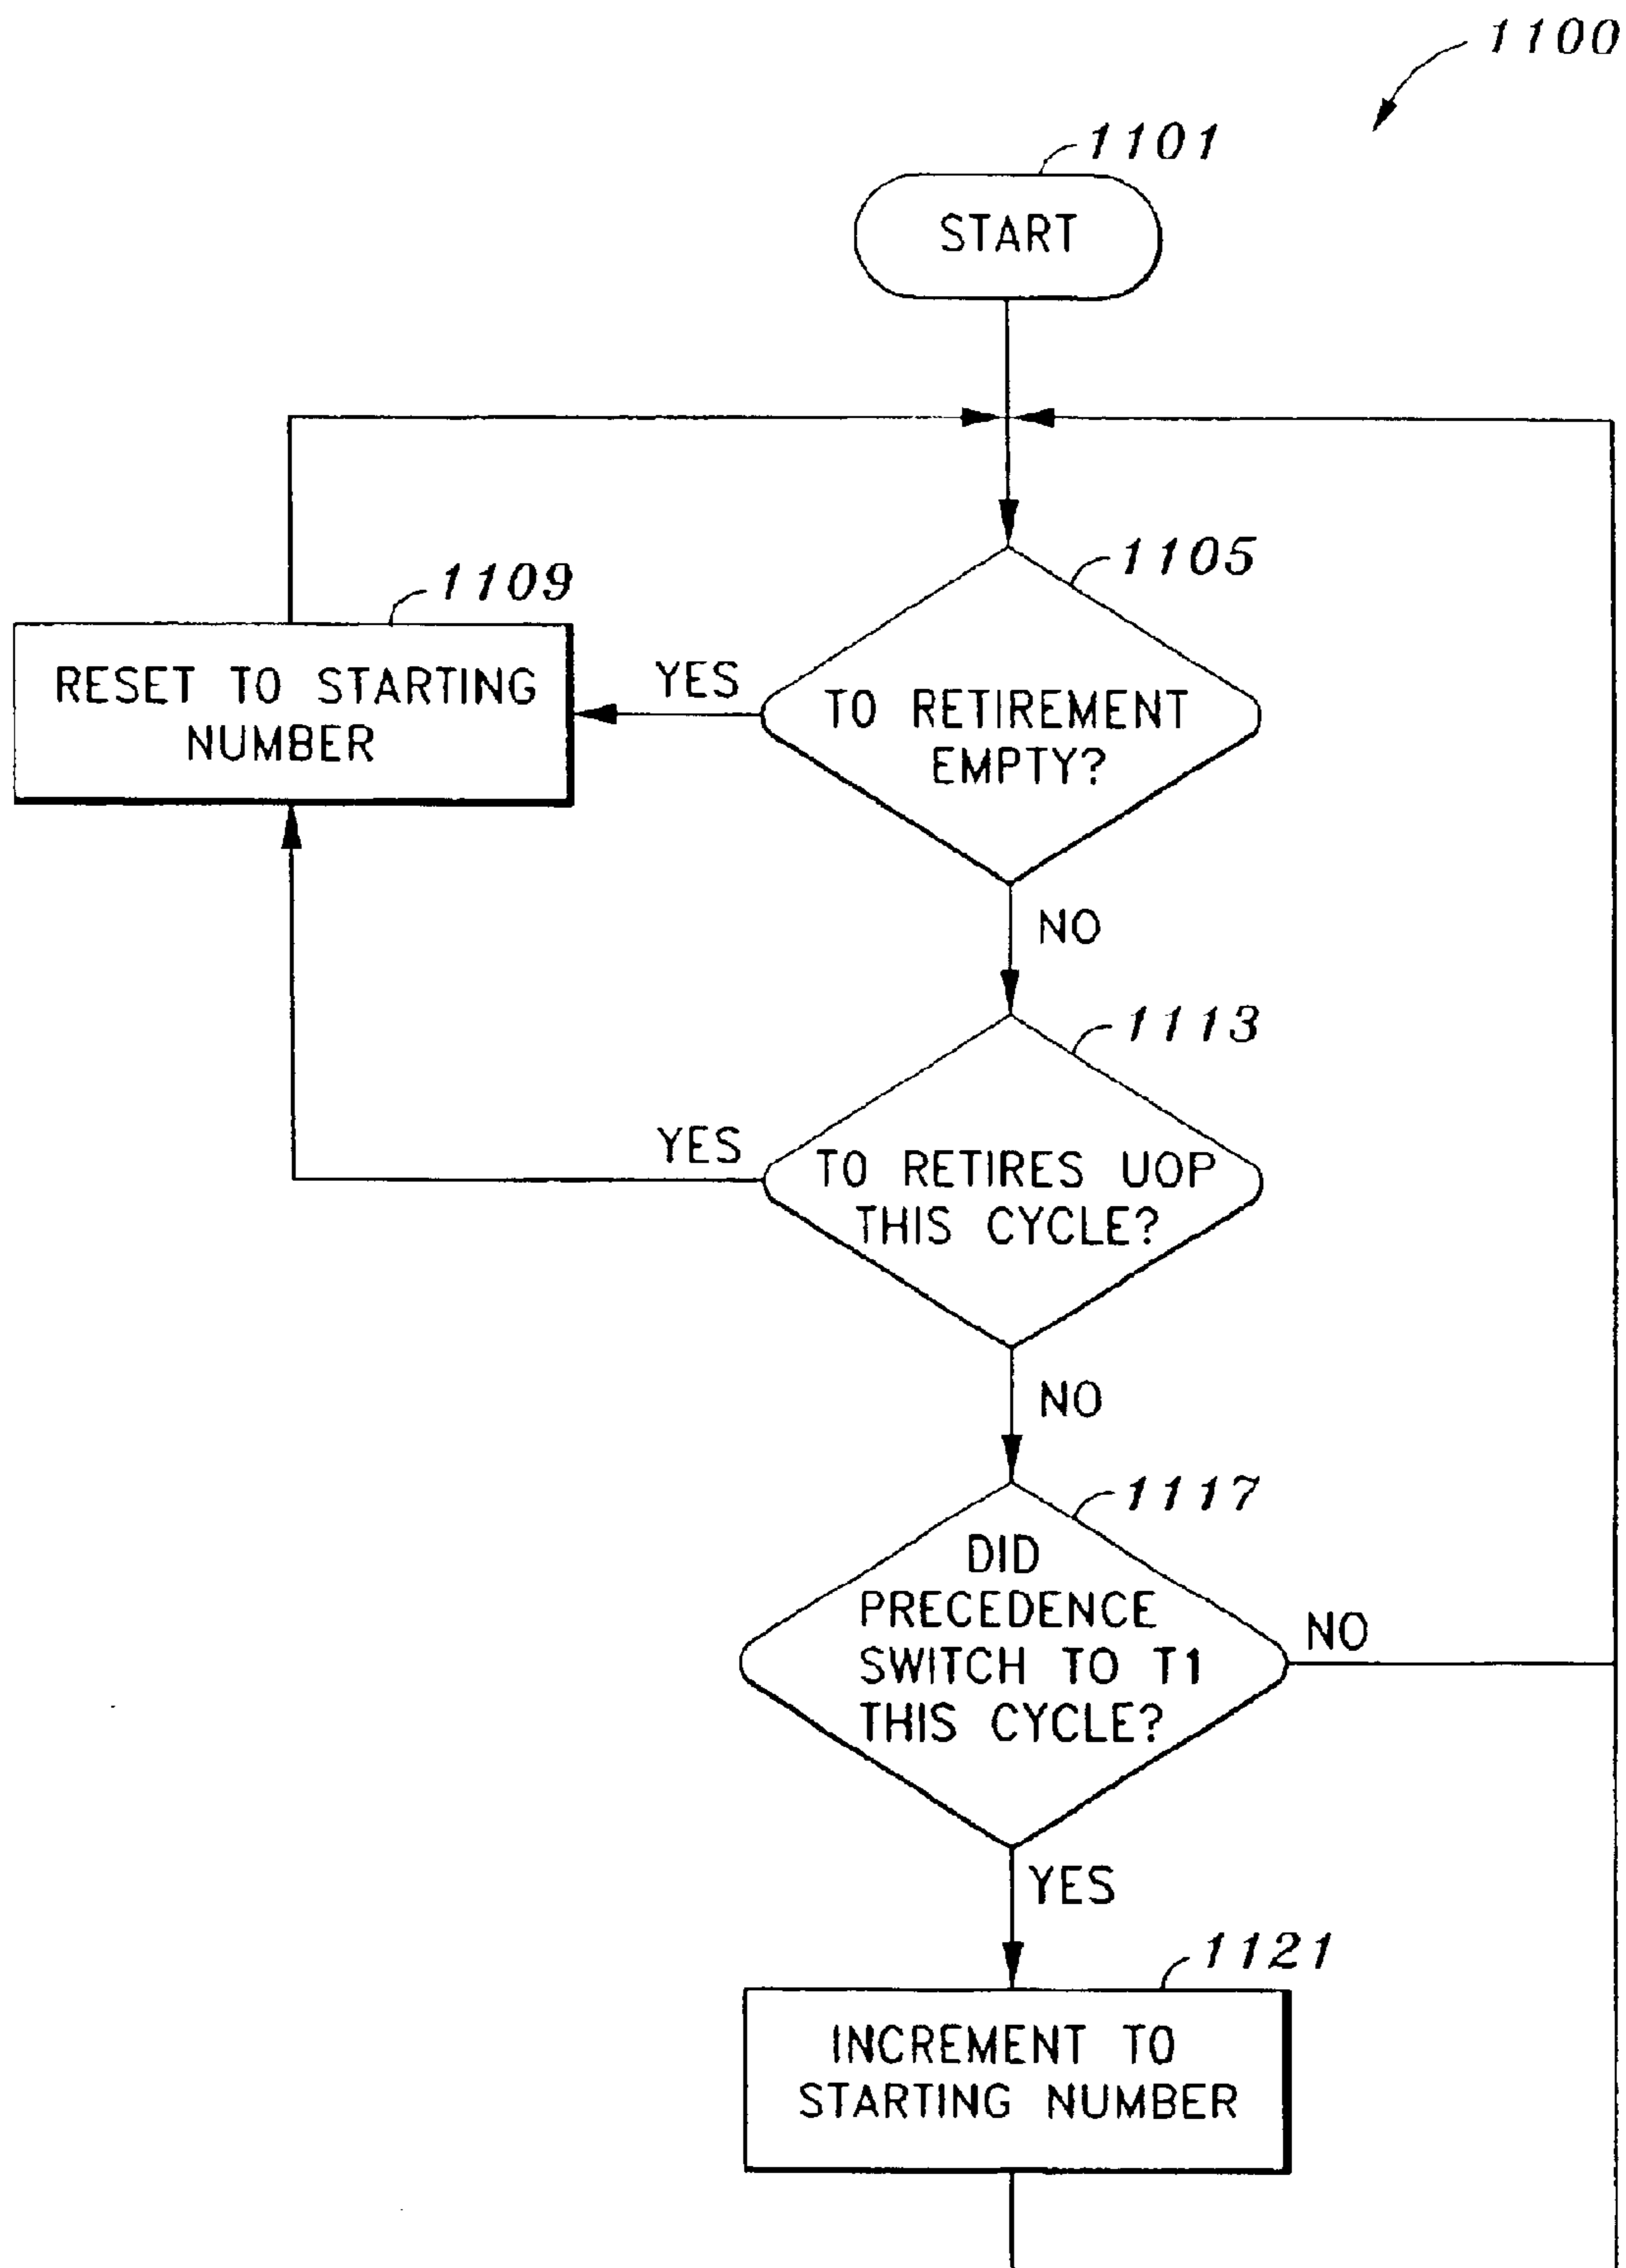 1100
1101
START
1105
1109
RESET TO STARTING
NUMBER
YES
TO RETIREMENT
EMPTY?
NO
1113
YES
TO RETIRES UOP
THIS CYCLE?
NO
1117
DID
PRECEDENCE
SWITCH TO T1
THIS CYCLE?
NO
YES
1121
INCREMENT TO
STARTING NUMBER